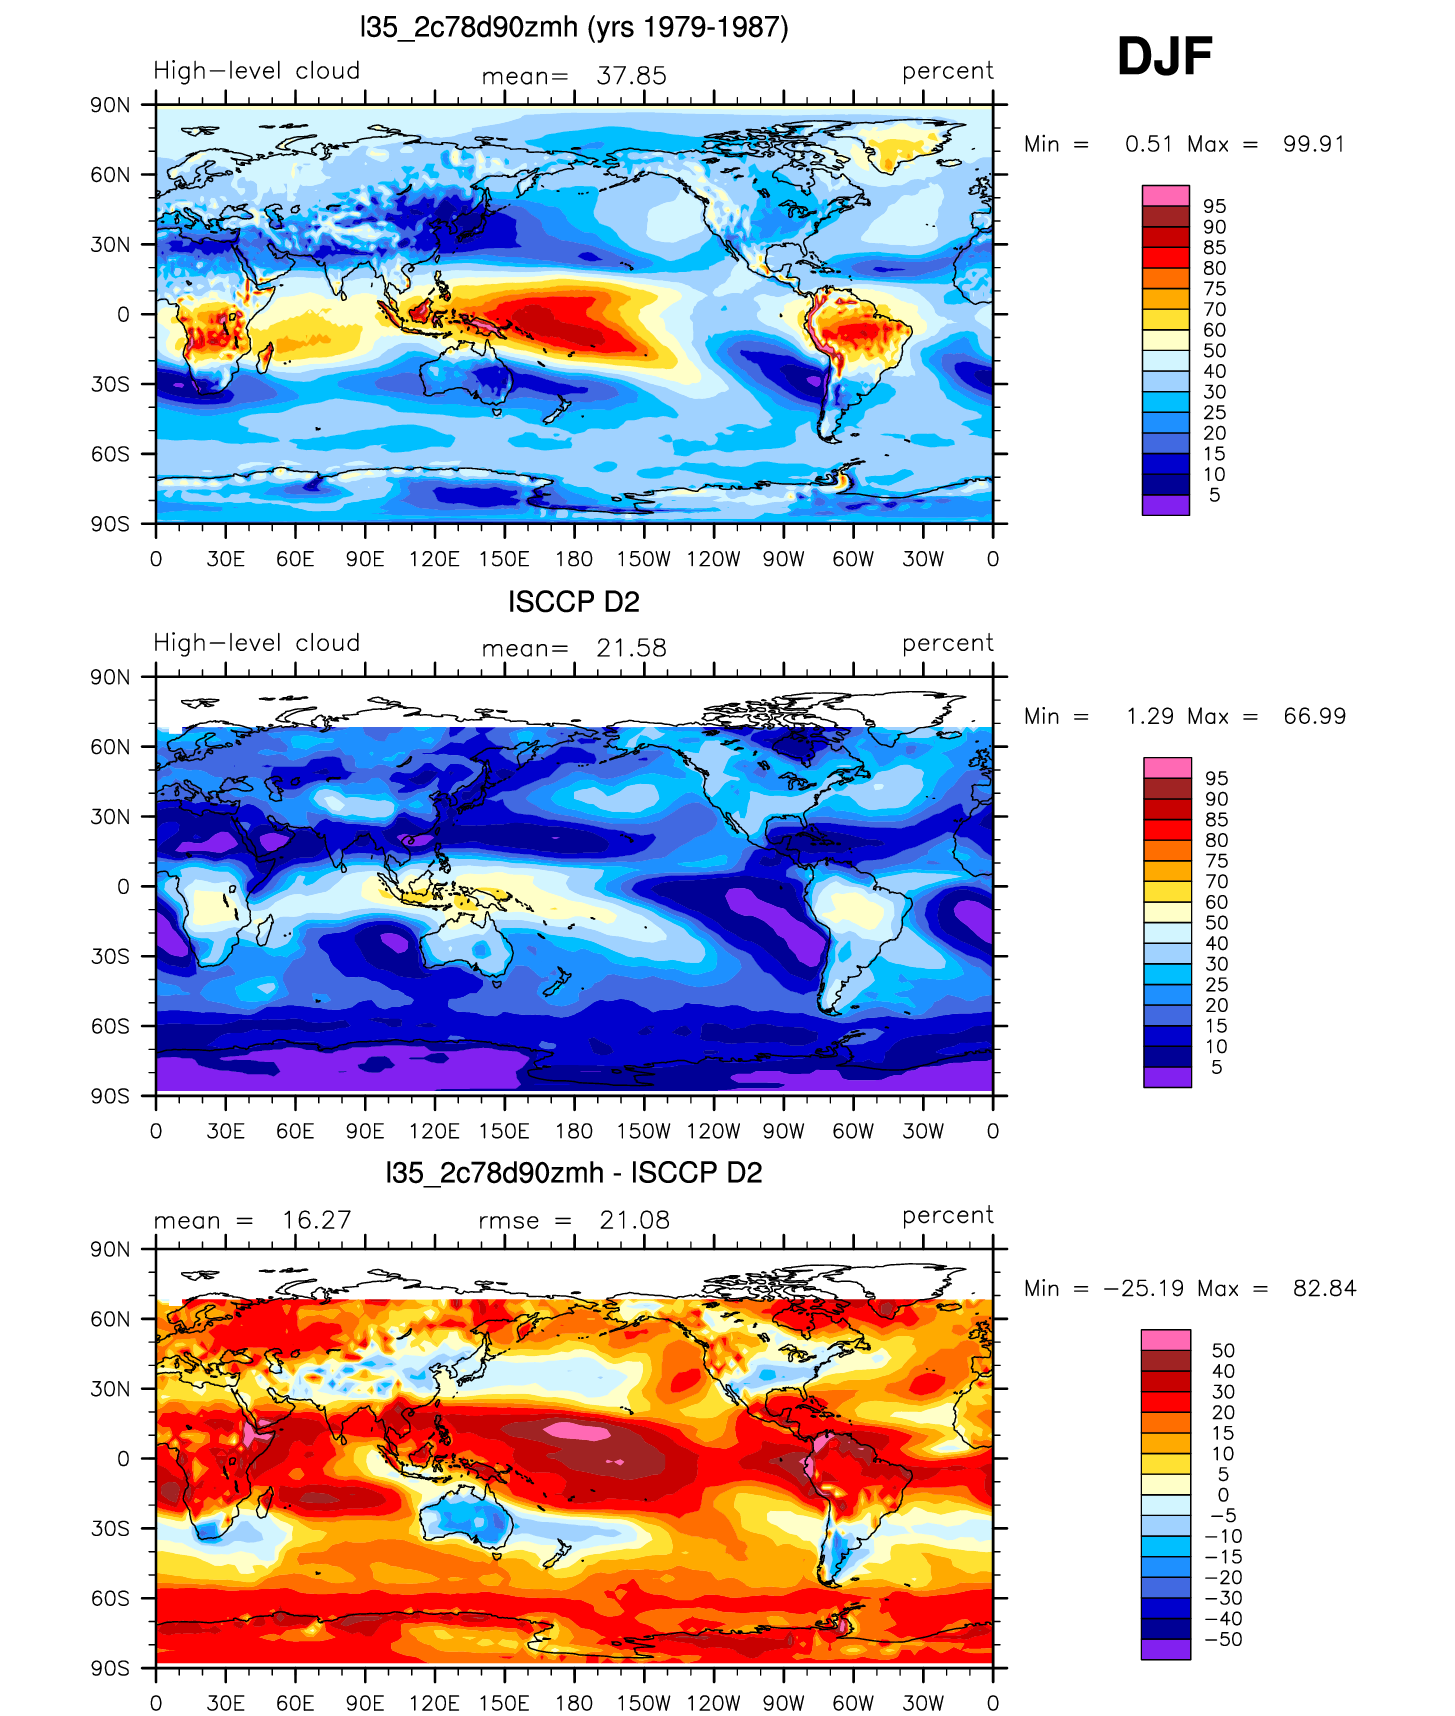 l35_2c78d90zmh (yrs 1979-1987)
DJF
High-level cloud mean= 37.85 percent
Min = 0.51 Max = 99.91
90N
60N
30N
0
30S
60S
90S
0 30E 60E 90E 120E 150E 180 150W 120W 90W 60W 30W 0
95
90
85
80
75
70
60
50
40
30
25
20
15
10
5
ISCCP D2
High-level cloud mean= 21.58 percent
Min = 1.29 Max = 66.99
90N
60N
30N
0
30S
60S
90S
0 30E 60E 90E 120E 150E 180 150W 120W 90W 60W 30W 0
95
90
85
80
75
70
60
50
40
30
25
20
15
10
5
l35_2c78d90zmh - ISCCP D2
mean = 16.27 rmse = 21.08 percent
Min = -25.19 Max = 82.84
90N
60N
30N
0
30S
60S
90S
0 30E 60E 90E 120E 150E 180 150W 120W 90W 60W 30W 0
50
40
30
20
15
10
5
0
-5
-10
-15
-20
-30
-40
-50